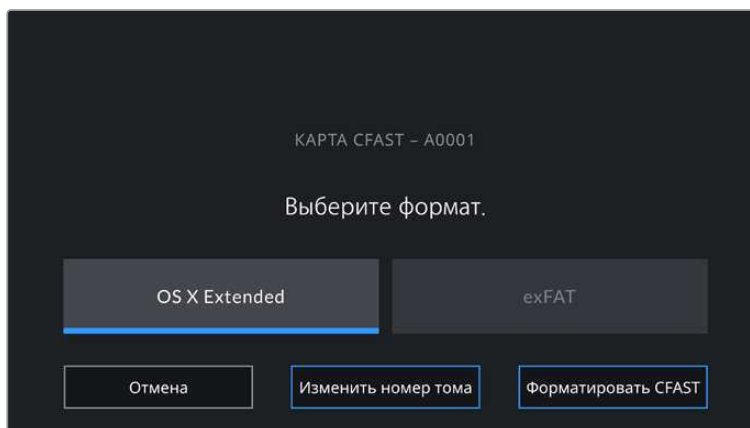 КАРТА CFAST – A0001
Выберите формат.
OS X Extended
exFAT
Отмена
Изменить номер тома
Форматировать CFAST